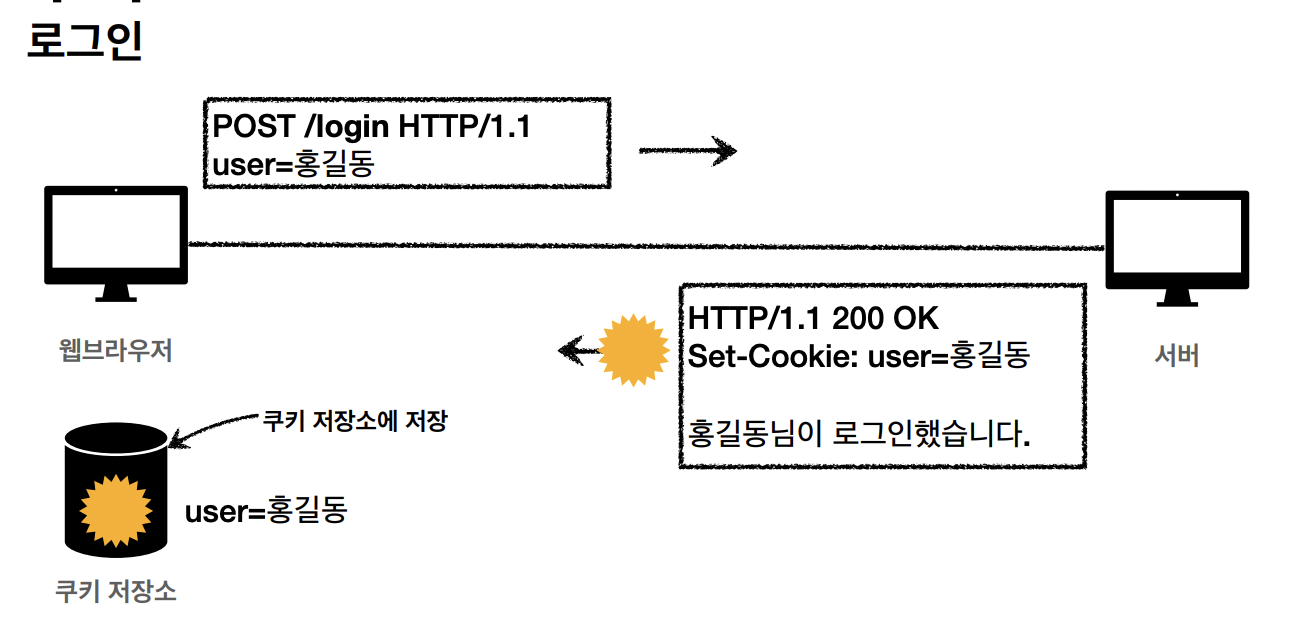 로그인
POST /login HTTP/1.1
user=홍길동
HTTP/1.1 200 OK
Set-Cookie: user=홍길동
홍길동님이 로그인했습니다.
웹브라우저
서버
쿠키 저장소에 저장
user=홍길동
쿠키 저장소